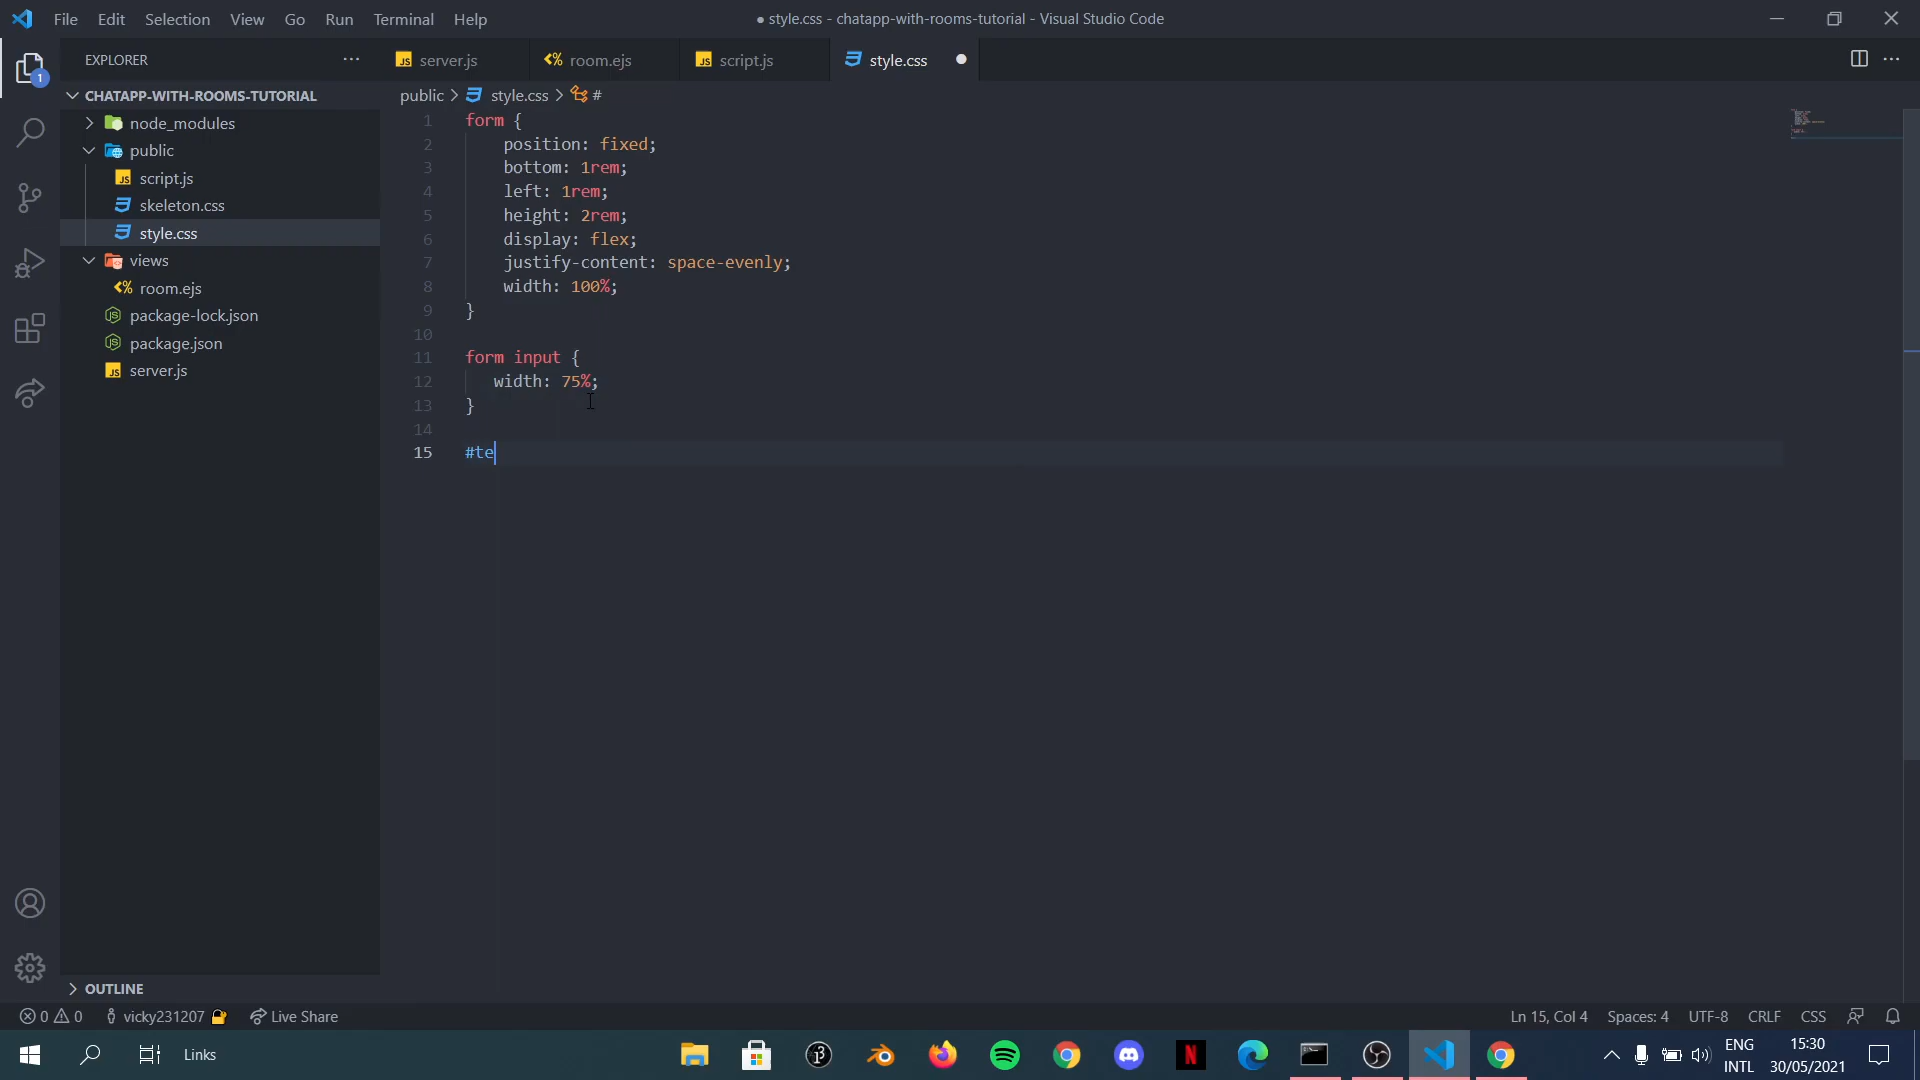 File Edit Selection View Go Run Terminal Help
● style.css - chatapp-with-rooms-tutorial - Visual Studio Code
EXPLORER
server.js
room.ejs
script.js
style.css
1
CHATAPP-WITH-ROOMS-TUTORIAL
node_modules
public
script.js
skeleton.css
style.css
views
room.ejs
package-lock.json
package.json
server.js
OUTLINE
public > style.css > #
1 form {
2 position: fixed;
3 bottom: 1rem;
4 left: 1rem;
5 height: 2rem;
6 display: flex;
7 justify-content: space-evenly;
8 width: 100%;
9 }
10
11 form input {
12 width: 75%;
13 }
14
15 #te
0 0 vicky231207 Live Share
Ln 15, Col 4 Spaces: 4 UTF-8 CRLF CSS
Links
ENG
INTL
15:30
30/05/2021